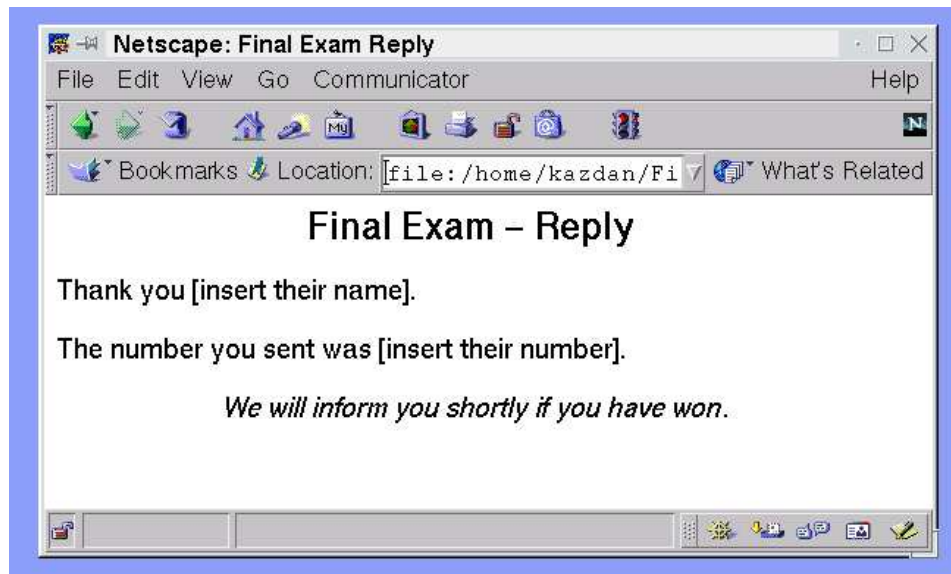 Netscape: Final Exam Reply
File Edit View Go Communicator Help
My N
Bookmarks Location: file:/home/kazdan/Fi What's Related
Final Exam – Reply
Thank you [insert their name].
The number you sent was [insert their number].
We will inform you shortly if you have won.